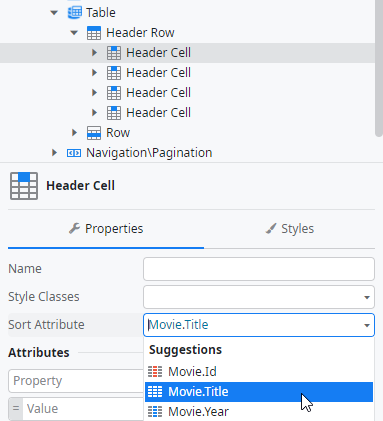 Table
Header Row
Header Cell
Header Cell
Header Cell
Header Cell
Row
Navigation\Pagination
Header Cell
Properties
Styles
Name
Style Classes
Sort Attribute
Movie.Title
Attributes
Suggestions
Property
Movie.Id
Movie.Title
= Value
Movie.Year